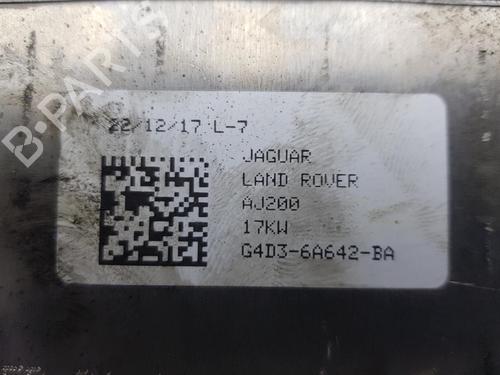 22/12/17 L-7
JAGUAR
LAND ROVER
AJ200
17KW
G4D3-6A642-BA
B-PARTS